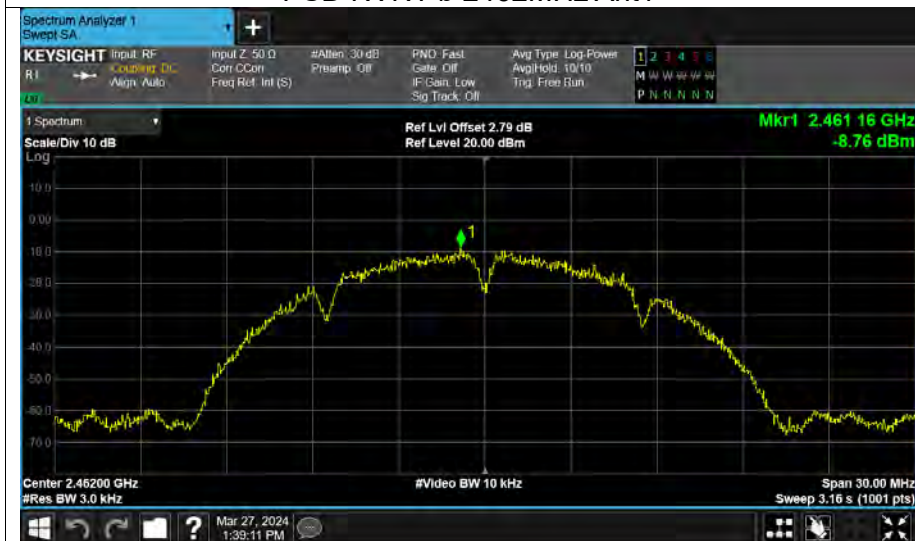 Spectrum Analyzer 1
Swept SA
+
KEYSIGHT Input: RF
Coupling: DC
Align: Auto
Input Z: 50 Ω
Corr CCorr
Freq Ref: Int (S)
#Atten: 30 dB
Preamp: Off
PNO: Fast
Gate: Off
IF Gain: Low
Sig Track: Off
Avg Type: Log-Power
Avg|Hold: 10/10
Trig: Free Run
1 2 3 4 5 6
M W W W W W
P N N N N N
1 Spectrum
Scale/Div 10 dB
Ref Lvl Offset 2.79 dB
Ref Level 20.00 dBm
Mkr1 2.461 16 GHz
-8.76 dBm
Log
10.0
0.00
-10.0
-20.0
-30.0
-40.0
-50.0
-60.0
-70.0
1
Center 2.46200 GHz
#Res BW 3.0 kHz
#Video BW 10 kHz
Span 30.00 MHz
Sweep 3.16 s (1001 pts)
?
Mar 27, 2024
1:39:11 PM